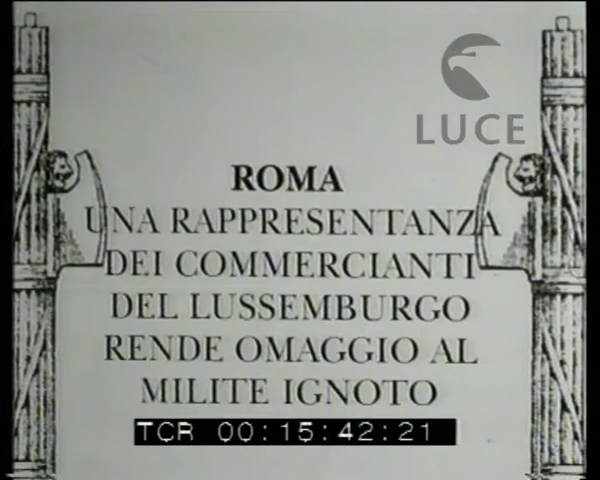 LUCE
ROMA
UNA RAPPRESENTANZA
DEI COMMERCIANTI
DEL LUSSEMBURGO
RENDE OMAGGIO AL
MILITE IGNOTO
TCR 00:15:42:21